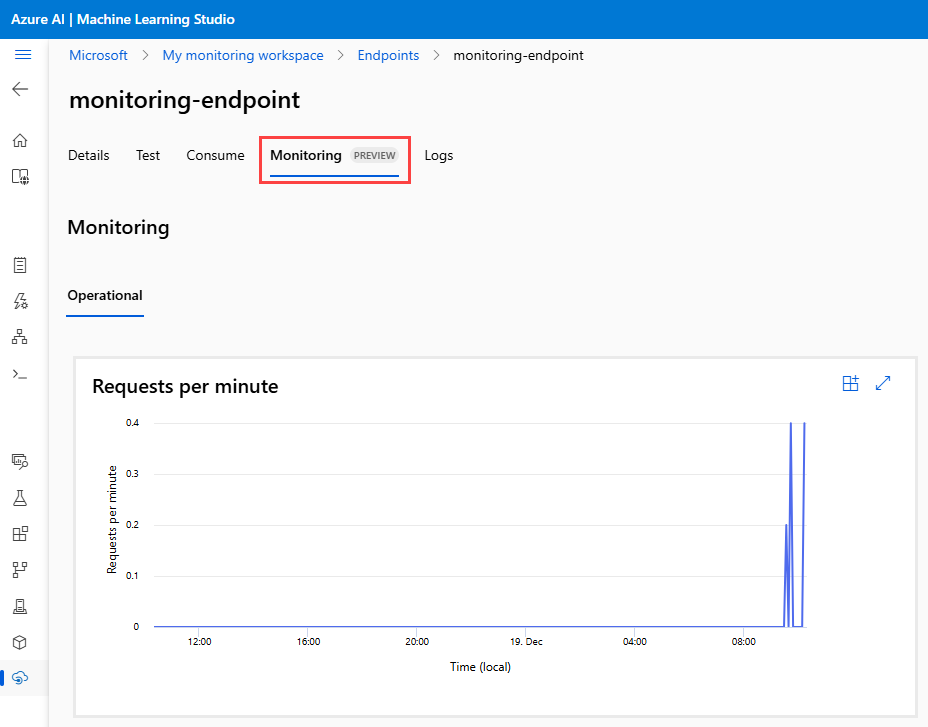 Azure AI | Machine Learning Studio
Microsoft > My monitoring workspace > Endpoints > monitoring-endpoint
monitoring-endpoint
Details Test Consume Monitoring PREVIEW Logs
Monitoring
Operational
Requests per minute
Requests per minute
0.4
0.3
0.2
0.1
0
12:00 16:00 20:00 19. Dec 04:00 08:00
Time (local)